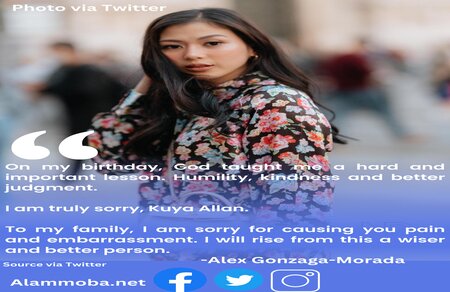 Photo via Twitter
“
On my birthday, God taught me a hard and
important lesson. Humility, kindness and better
judgment.
I am truly sorry, Kuya Allan.
To my family, I am sorry for causing you pain
and embarrassment. I will rise from this a wiser
and better person.
-Alex Gonzaga-Morada
Source via Twitter
Alammoba.net